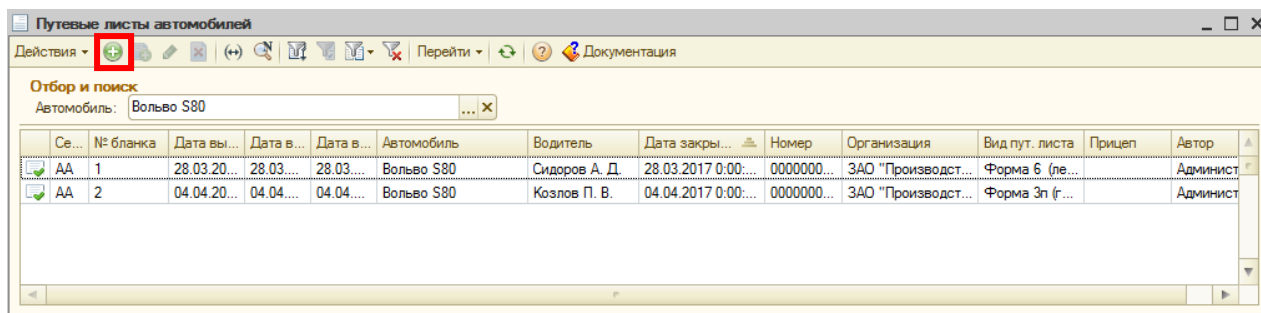 Путевые листы автомобилей
Действия Перейти Документация
Отбор и поиск
Автомобиль: Вольво S80 ...
Се... № бланка Дата вы... Дата в... Дата в... Автомобиль Водитель Дата закры... Номер Организация Вид пут. листа Прицеп Автор
АА 1 28.03.20... 28.03.... 28.03.... Вольво S80 Сидоров А. Д. 28.03.2017 0:00:... 0000000... ЗАО "Производст... Форма 6 (ле... Админист
АА 2 04.04.20... 04.04.... 04.04.... Вольво S80 Козлов П. В. 04.04.2017 0:00:... 0000000... ЗАО "Производст... Форма 3п (г... Админист